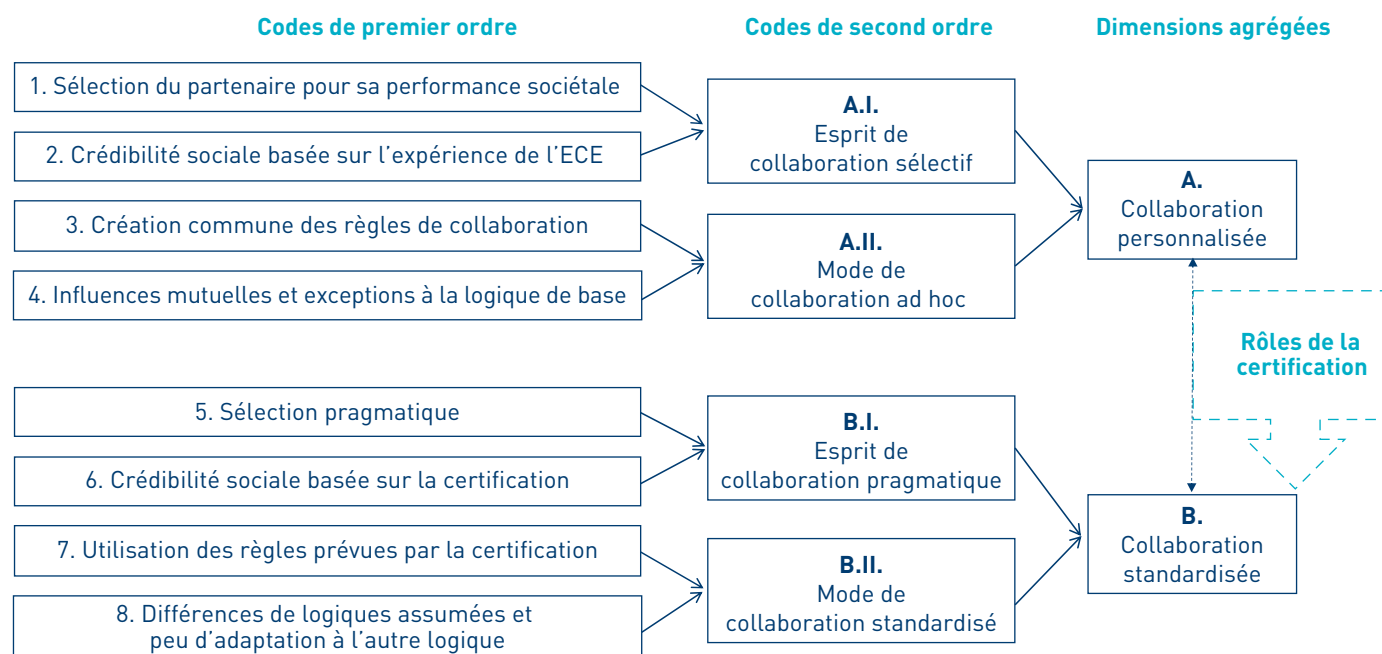 Codes de premier ordre
Codes de second ordre
Dimensions agrégées
1. Sélection du partenaire pour sa performance sociétale
2. Crédibilité sociale basée sur l’expérience de l’ECE
3. Création commune des règles de collaboration
4. Influences mutuelles et exceptions à la logique de base
5. Sélection pragmatique
6. Crédibilité sociale basée sur la certification
7. Utilisation des règles prévues par la certification
8. Différences de logiques assumées et
peu d’adaptation à l’autre logique
A.I.
Esprit de
collaboration sélectif
A.II.
Mode de
collaboration ad hoc
B.I.
Esprit de
collaboration pragmatique
B.II.
Mode de
collaboration standardisé
A.
Collaboration
personnalisée
Rôles de la
certification
B.
Collaboration
standardisée